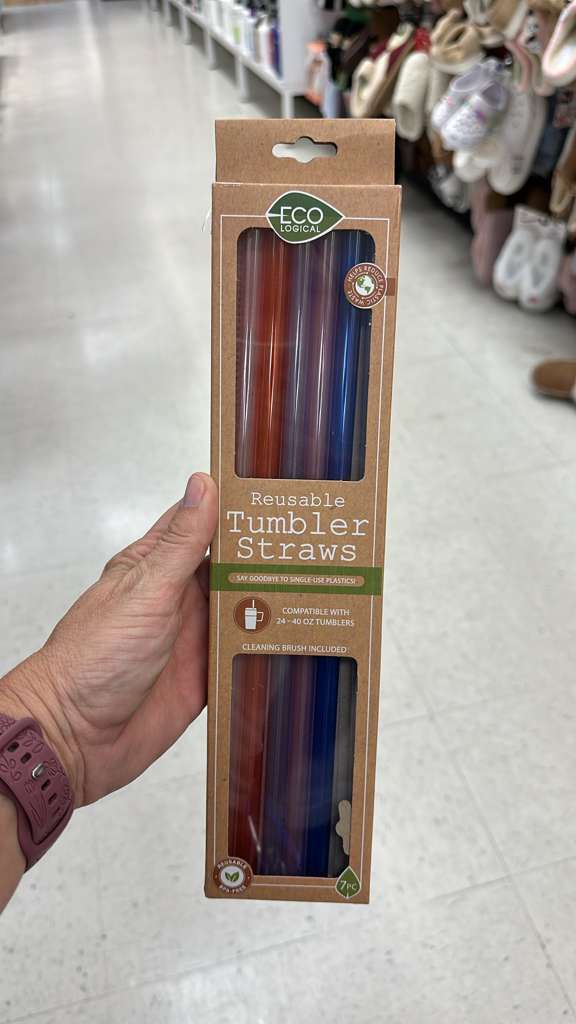 ECO
LOGICAL
HELPS REDUCE PLASTIC WASTE
Reusable
Tumbler
Straws
SAY GOODBYE TO SINGLE-USE PLASTICS!
COMPATIBLE WITH
24 - 40 OZ TUMBLERS
CLEANING BRUSH INCLUDED
REUSABLE
BPA-FREE
7PC